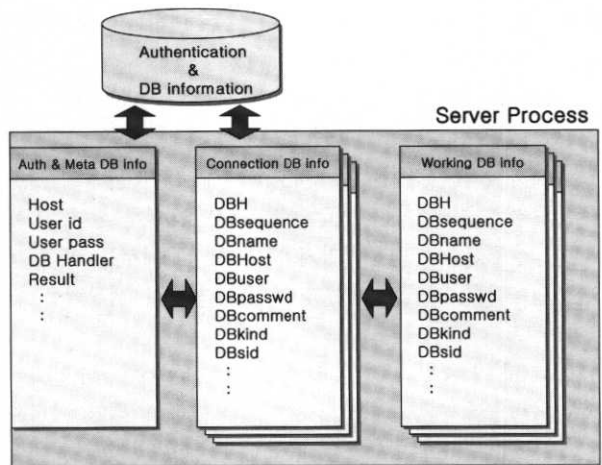 Authentication
&
DB information
Server Process
Auth & Meta DB info
Host
User id
User pass
DB Handler
Result
:
:
Connection DB info
DBH
DBsequence
DBname
DBHost
DBuser
DBpasswd
DBcomment
DBkind
DBsid
:
:
Working DB info
DBH
DBsequence
DBname
DBHost
DBuser
DBpasswd
DBcomment
DBkind
DBsid
:
: